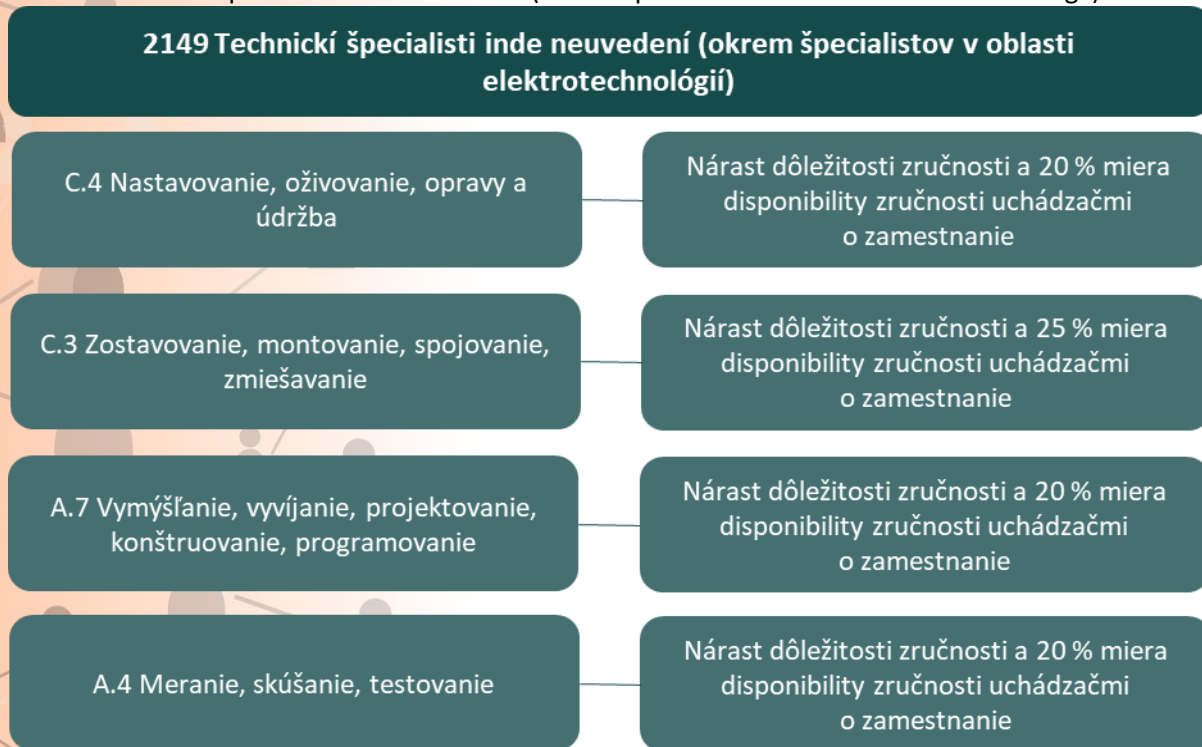 2149 Technickí špecialisti inde neuvedení (okrem špecialistov v oblasti
elektrotechnológií)
C.4 Nastavovanie, oživovanie, opravy a
údržba
Nárast dôležitosti zručnosti a 20 % miera
disponibility zručnosti uchádzačmi
o zamestnanie
C.3 Zostavovanie, montovanie, spojovanie,
zmiešavanie
Nárast dôležitosti zručnosti a 25 % miera
disponibility zručnosti uchádzačmi
o zamestnanie
A.7 Vymýšľanie, vyvíjanie, projektovanie,
konštruovanie, programovanie
Nárast dôležitosti zručnosti a 20 % miera
disponibility zručnosti uchádzačmi
o zamestnanie
A.4 Meranie, skúšanie, testovanie
Nárast dôležitosti zručnosti a 20 % miera
disponibility zručnosti uchádzačmi
o zamestnanie